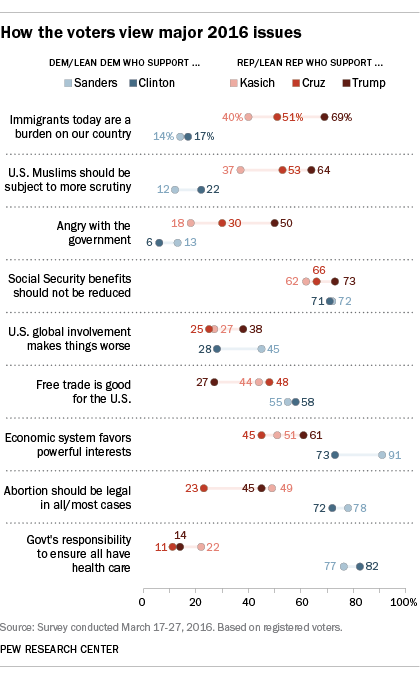 How the voters view major 2016 issues
DEM/LEAN DEM WHO SUPPORT ... REP/LEAN REP WHO SUPPORT ...
Sanders Clinton Kasich Cruz Trump
Immigrants today are a
burden on our country
40% 51% 69%
14% 17%
U.S. Muslims should be
subject to more scrutiny
37 53 64
12 22
Angry with the
government
18 30 50
6 13
Social Security benefits
should not be reduced
66
62 73
71 72
U.S. global involvement
makes things worse
25 27 38
28 45
Free trade is good
for the U.S.
27 44 48
55 58
Economic system favors
powerful interests
45 51 61
73 91
Abortion should be legal
in all/most cases
23 45 49
72 78
Govt's responsibility
to ensure all have
health care
14
11 22
77 82
0 20 40 60 80 100%
Source: Survey conducted March 17-27, 2016. Based on registered voters.
PEW RESEARCH CENTER